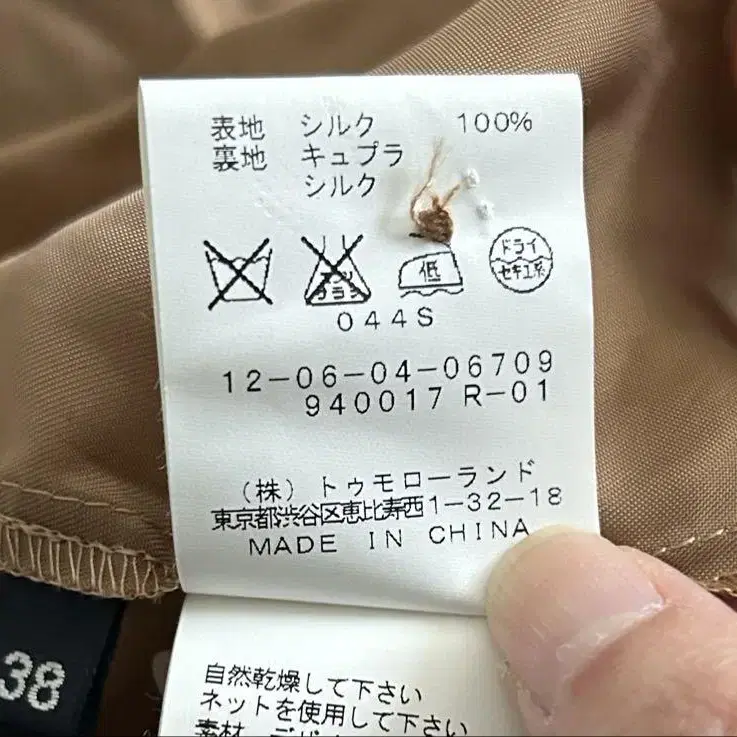 表地 シルク 100%
裏地 キュプラ
シルク
低
ドライ
セキユ系
044S
12-06-04-06709
940017 R-01
(株) トゥモローランド
東京都渋谷区恵比寿西1-32-18
MADE IN CHINA
38
自然乾燥して下さい
ネットを使用して下さい